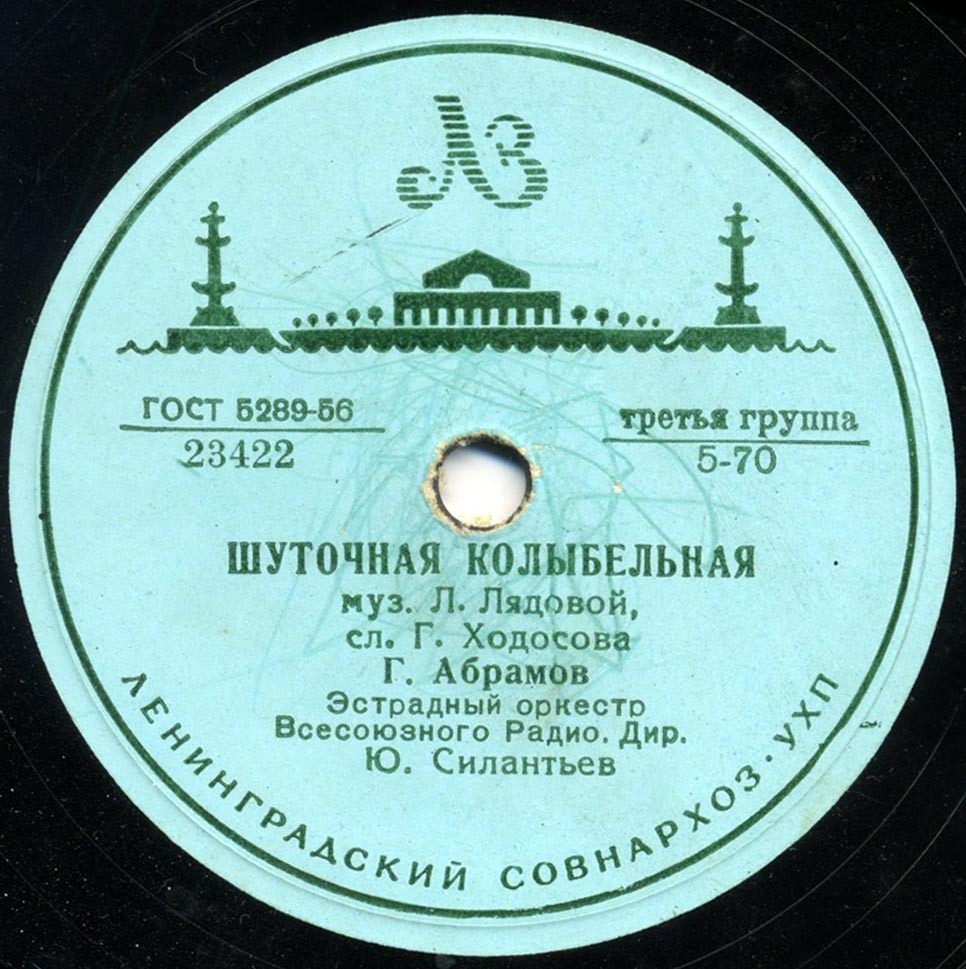 ЛЗ
ГОСТ 5289-56
23422
третья группа
5-70
ШУТОЧНАЯ КОЛЫБЕЛЬНАЯ
муз. Л. Лядовой,
сл. Г. Ходосова
Г. Абрамов
Эстрадный оркестр
Всесоюзного Радио. Дир.
Ю. Силантьев
ЛЕНИНГРАДСКИЙ СОВНАРХОЗ·УХП